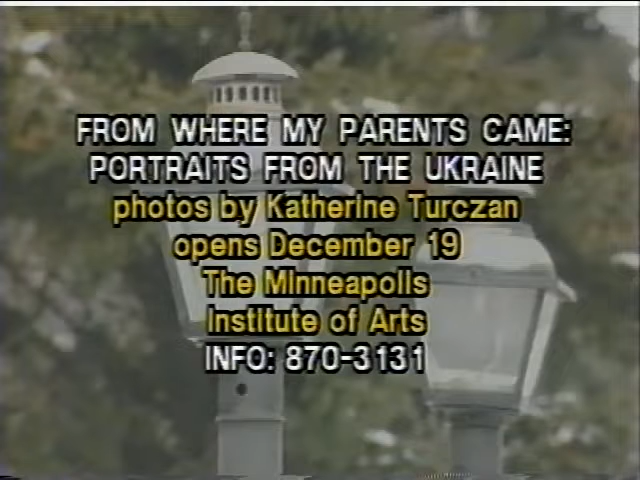 FROM WHERE MY PARENTS CAME:
PORTRAITS FROM THE UKRAINE
photos by Katherine Turczan
opens December 19
The Minneapolis
Institute of Arts
INFO: 870-3131